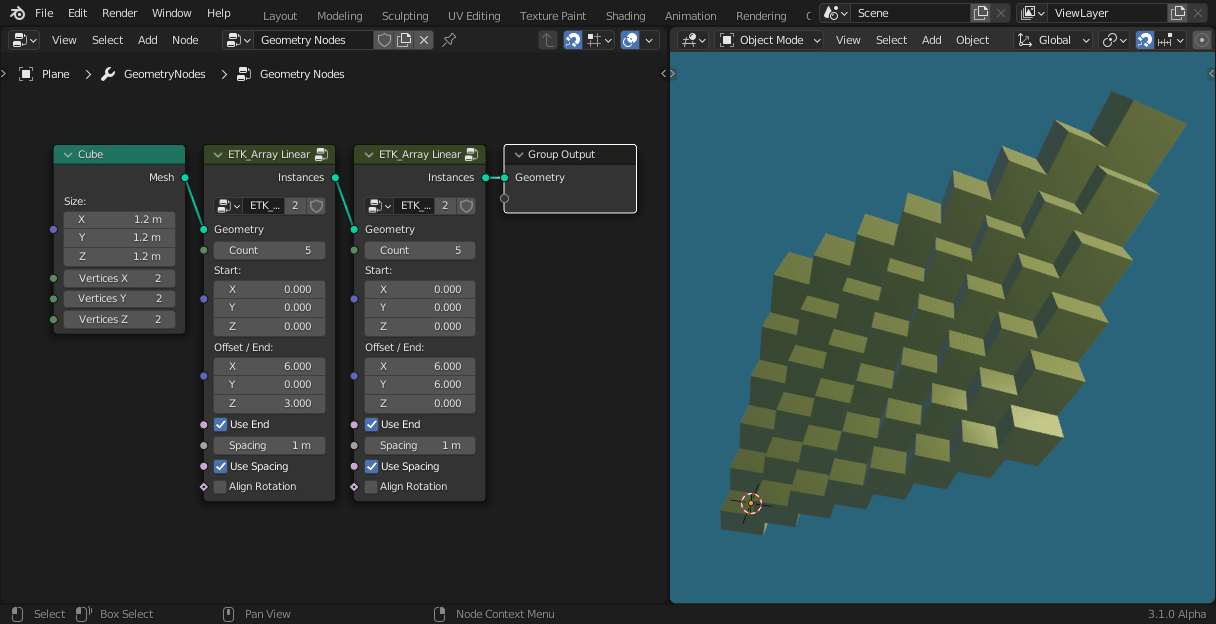 File Edit Render Window Help Layout Modeling Sculpting UV Editing Texture Paint Shading Animation Rendering C Scene ViewLayer
View Select Add Node Geometry Nodes Object Mode View Select Add Object Global
Plane GeometryNodes Geometry Nodes
Cube
Mesh
Size:
X 1.2 m
Y 1.2 m
Z 1.2 m
Vertices X 2
Vertices Y 2
Vertices Z 2
ETK_Array Linear
Instances
ETK_... 2
Geometry
Count 5
Start:
X 0.000
Y 0.000
Z 0.000
Offset / End:
X 6.000
Y 0.000
Z 3.000
Use End
Spacing 1 m
Use Spacing
Align Rotation
ETK_Array Linear
Instances
ETK_... 2
Geometry
Count 5
Start:
X 0.000
Y 0.000
Z 0.000
Offset / End:
X 6.000
Y 6.000
Z 0.000
Use End
Spacing 1 m
Use Spacing
Align Rotation
Group Output
Geometry
Select Box Select Pan View Node Context Menu 3.1.0 Alpha